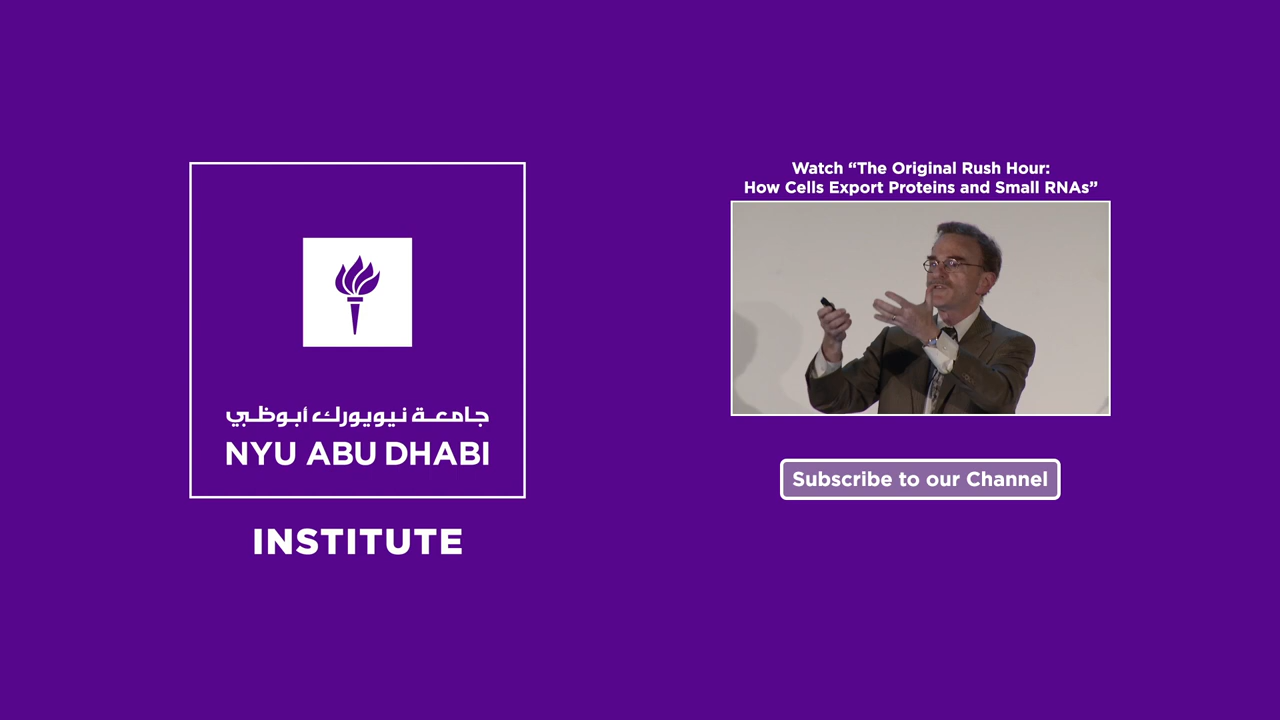 جامعة نيويورك أبوظبي
NYU ABU DHABI
INSTITUTE
Watch “The Original Rush Hour:
How Cells Export Proteins and Small RNAs”
Subscribe to our Channel